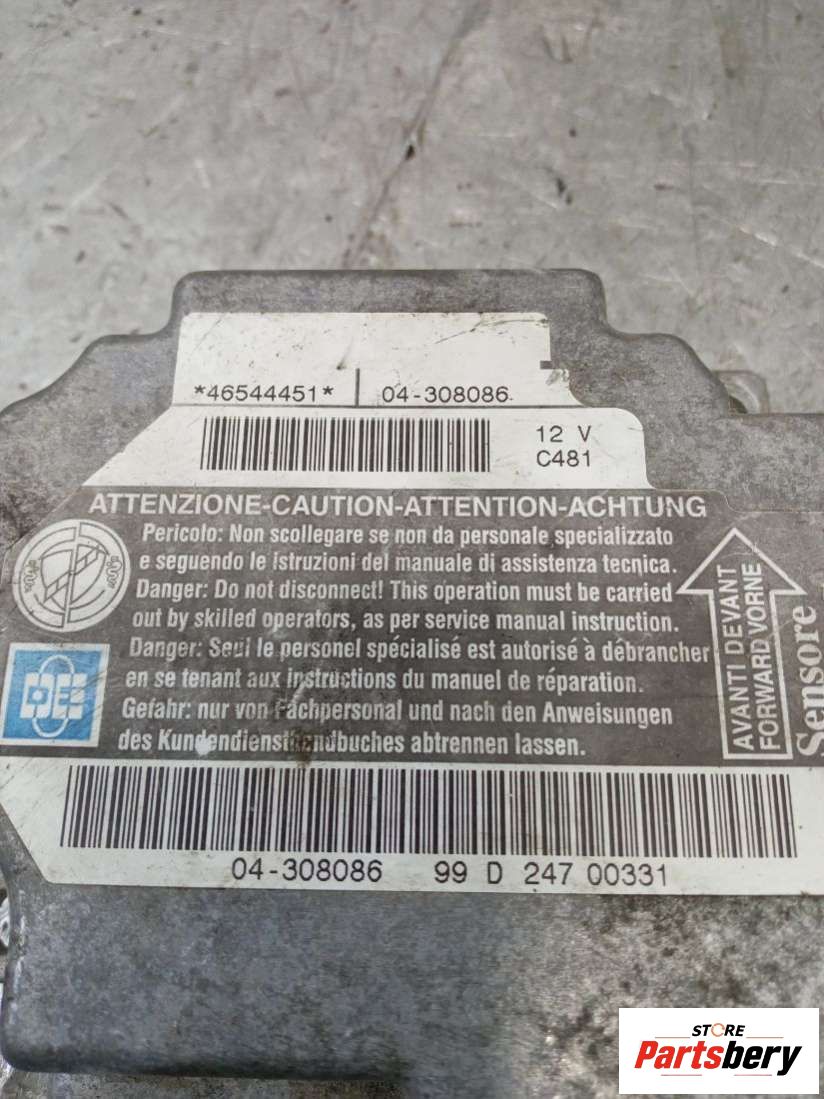 *46544451* 04-308086
12 V
C481
ATTENZIONE-CAUTION-ATTENTION-ACHTUNG
Pericolo: Non scollegare se non da personale specializzato
e seguendo le istruzioni del manuale di assistenza tecnica.
Danger: Do not disconnect! This operation must be carried
out by skilled operators, as per service manual instruction.
Danger: Seul le personel spécialisé est autorisé à débrancher
en se tenant aux instructions du manuel de réparation.
Gefahr: nur von Fachpersonal und nach den Anweisungen
des Kundendiensthandbuches abtrennen lassen.
AVANTI DEVANT
FORWARD VORNE
Sensore
04-308086 99 D 247 00331
STORE
Partsbery